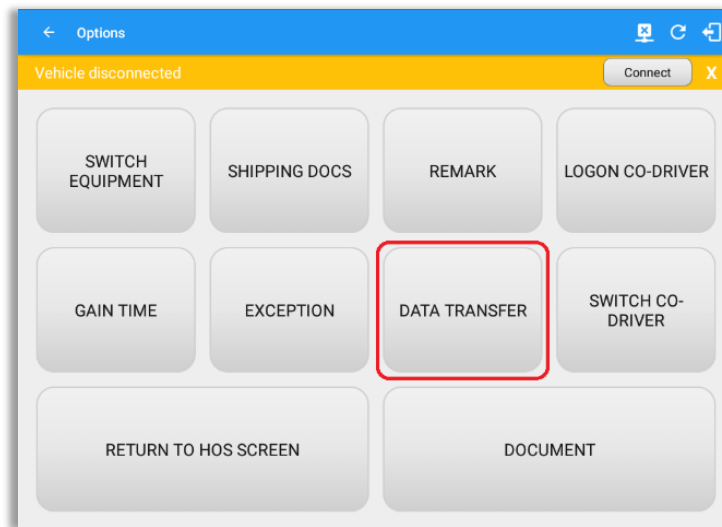 Options
Vehicle disconnected
Connect
X
SWITCH
EQUIPMENT
SHIPPING DOCS
REMARK
LOGON CO-DRIVER
GAIN TIME
EXCEPTION
DATA TRANSFER
SWITCH CO-
DRIVER
RETURN TO HOS SCREEN
DOCUMENT